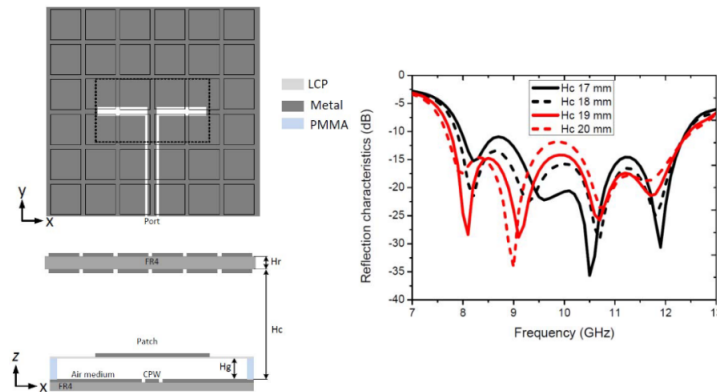 LCP
Metal
PMMA
y
x
Port
FR4
Hr
Hc
Patch
z
Air medium
CPW
Hg
x
FR4
Reflection characteristics (dB)
0
-5
-10
-15
-20
-25
-30
-35
-40
Hc 17 mm
Hc 18 mm
Hc 19 mm
Hc 20 mm
7
8
9
10
11
12
13
Frequency (GHz)